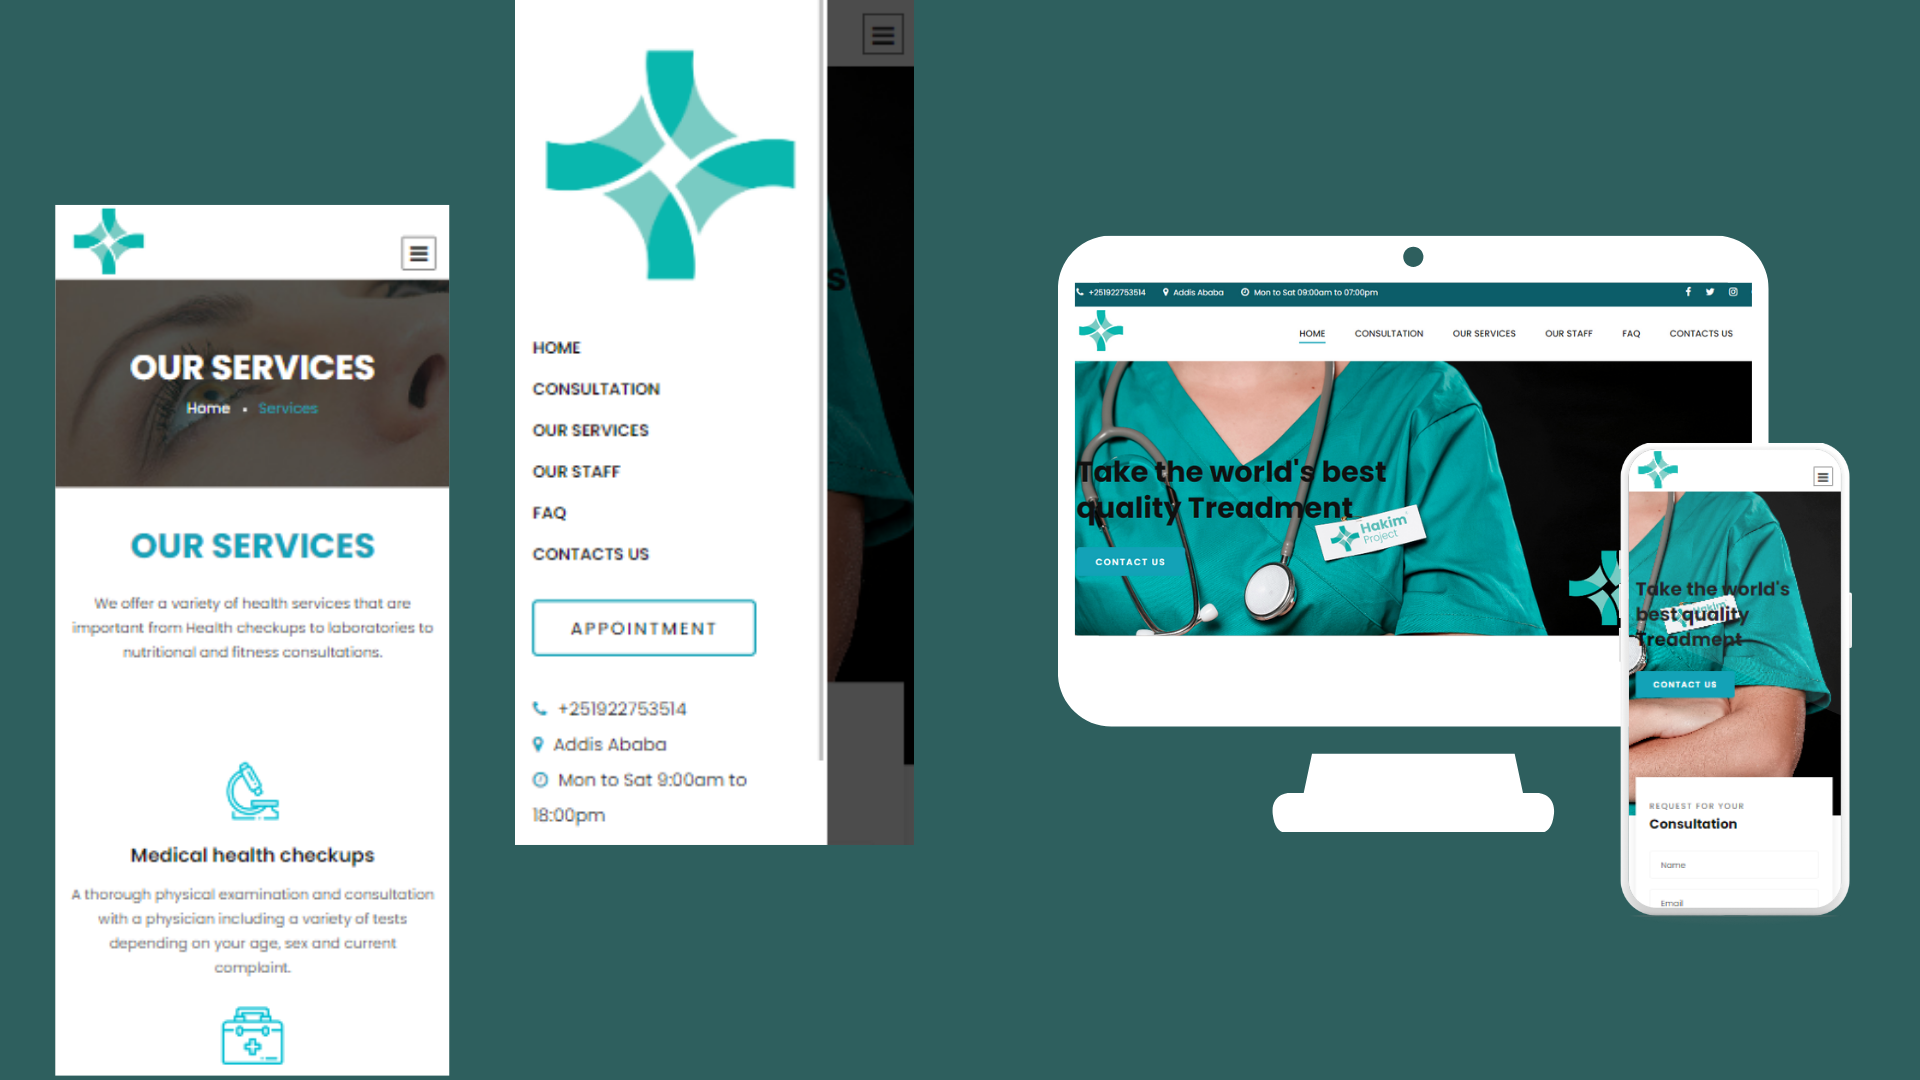 OUR SERVICES
Home • Services
OUR SERVICES
We offer a variety of health services that are
important from Health checkups to laboratories to
nutritional and fitness consultations.
Medical health checkups
A thorough physical examination and consultation
with a physician including a variety of tests
depending on your age, sex and current
complaint.
s
HOME
CONSULTATION
OUR SERVICES
OUR STAFF
FAQ
CONTACTS US
APPOINTMENT
+251922753514
Addis Ababa
Mon to Sat 9:00am to
18:00pm
+251922753514 Addis Ababa Mon to Sat 09:00am to 07:00pm
HOME CONSULTATION OUR SERVICES OUR STAFF FAQ CONTACTS US
Take the world's best
quality Treadment
Hakim
Project
CONTACT US
Take the world's
best quality
Treadment
Hakim
CONTACT US
REQUEST FOR YOUR
Consultation
Name
Email